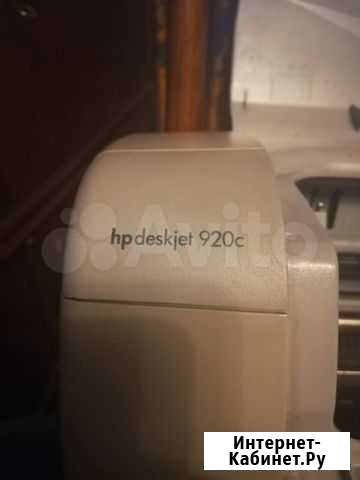 hp deskjet 920c
Avito
Интернет-
Кабинет.Ру